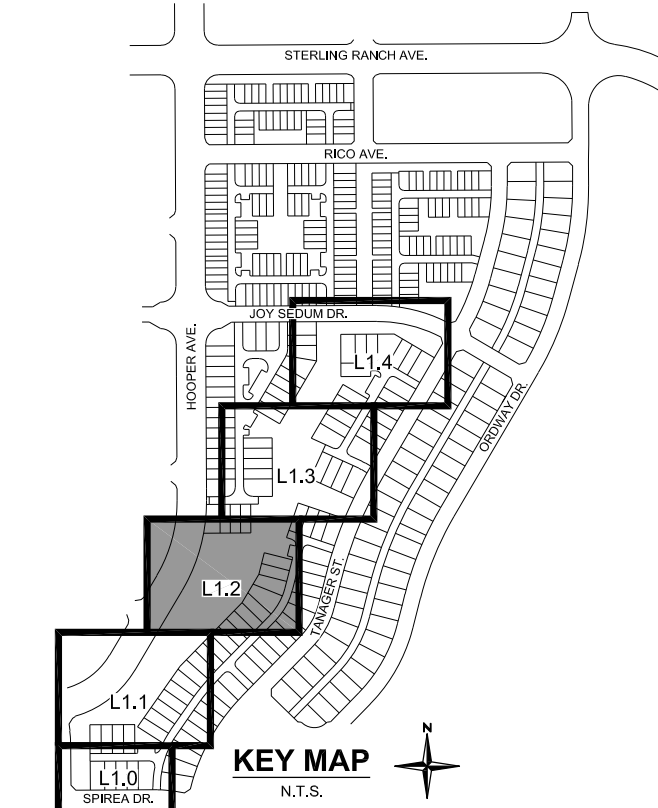 STERLING RANCH AVE.
RICO AVE.
JOY SEDUM DR.
HOOPER AVE.
L1.4
ORDWAY DR.
L1.3
L1.2
TANAGER ST.
L1.1
N
KEY MAP
N.T.S.
L1.0
SPIREA DR.